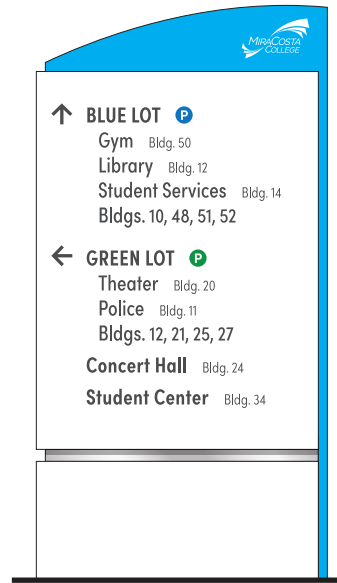 MIRACOSTA
COLLEGE
↑ BLUE LOT P
Gym Bldg. 50
Library Bldg. 12
Student Services Bldg. 14
Bldgs. 10, 48, 51, 52
← GREEN LOT P
Theater Bldg. 20
Police Bldg. 11
Bldgs. 12, 21, 25, 27
Concert Hall Bldg. 24
Student Center Bldg. 34